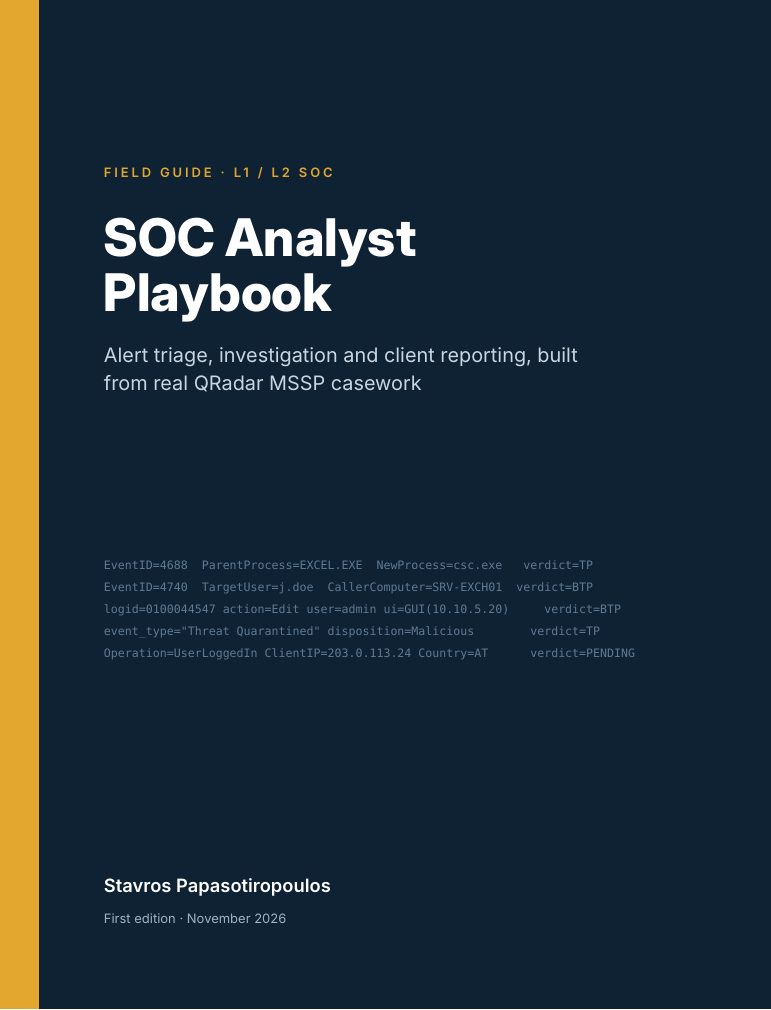 FIELD GUIDE · L1 / L2 SOC
SOC Analyst
Playbook
Alert triage, investigation and client reporting, built
from real QRadar MSSP casework
EventID=4688  ParentProcess=EXCEL.EXE  NewProcess=csc.exe   verdict=TP
EventID=4740  TargetUser=j.doe  CallerComputer=SRV-EXCH01  verdict=BTP
logid=0100044547 action=Edit user=admin ui=GUI(10.10.5.20)     verdict=BTP
event_type="Threat Quarantined" disposition=Malicious        verdict=TP
Operation=UserLoggedIn ClientIP=203.0.113.24 Country=AT      verdict=PENDING
Stavros Papasotiropoulos
First edition · November 2026